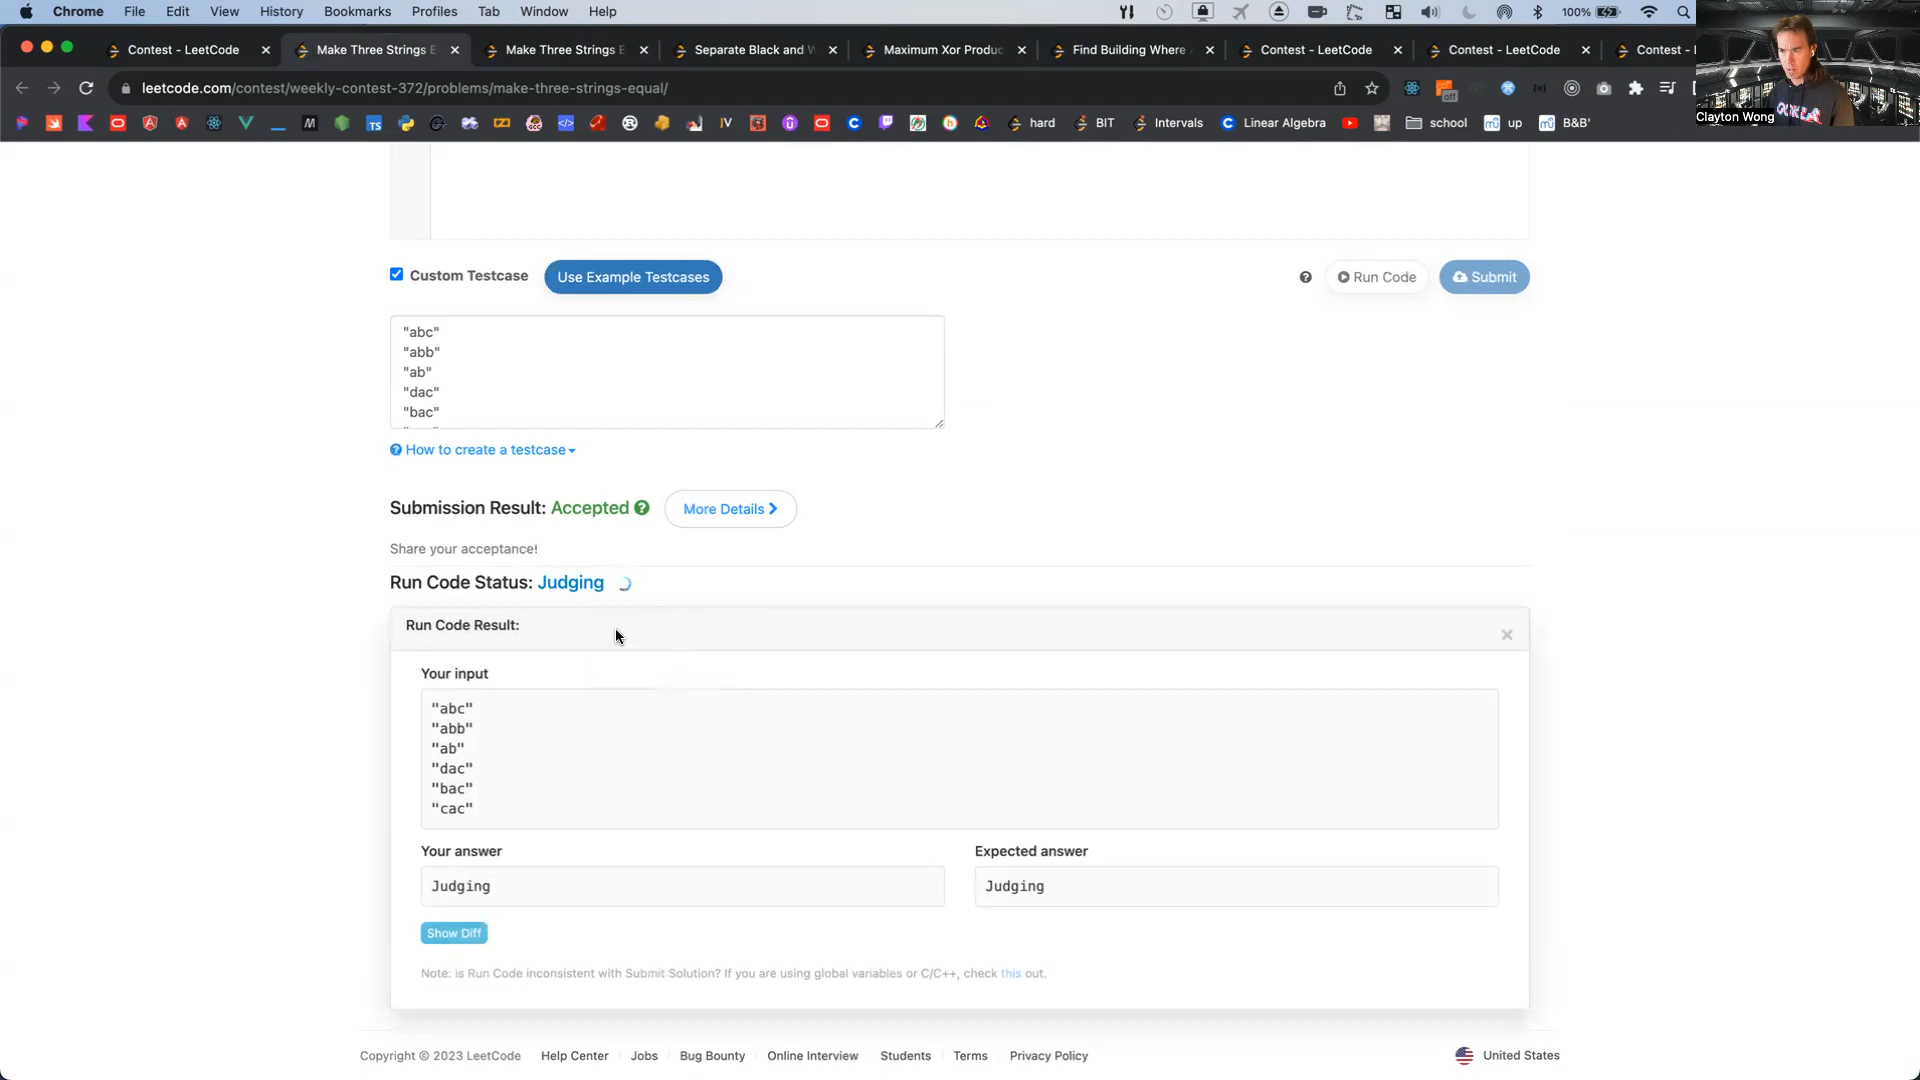 Chrome File Edit View History Bookmarks Profiles Tab Window Help 100%
Contest - LeetCode Make Three Strings E Make Three Strings E Separate Black and W Maximum Xor Produc Find Building Where Contest - LeetCode Contest - LeetCode Contest -
leetcode.com/contest/weekly-contest-372/problems/make-three-strings-equal/ off
Clayton Wong
M TS IV hard BIT Intervals C Linear Algebra school up B&B'
Custom Testcase Use Example Testcases Run Code Submit
"abc"
"abb"
"ab"
"dac"
"bac"
How to create a testcase
Submission Result: Accepted More Details
Share your acceptance!
Run Code Status: Judging
Run Code Result:
Your input
"abc"
"abb"
"ab"
"dac"
"bac"
"cac"
Your answer Expected answer
Judging Judging
Show Diff
Note: is Run Code inconsistent with Submit Solution? If you are using global variables or C/C++, check this out.
Copyright © 2023 LeetCode Help Center Jobs Bug Bounty Online Interview Students Terms Privacy Policy United States